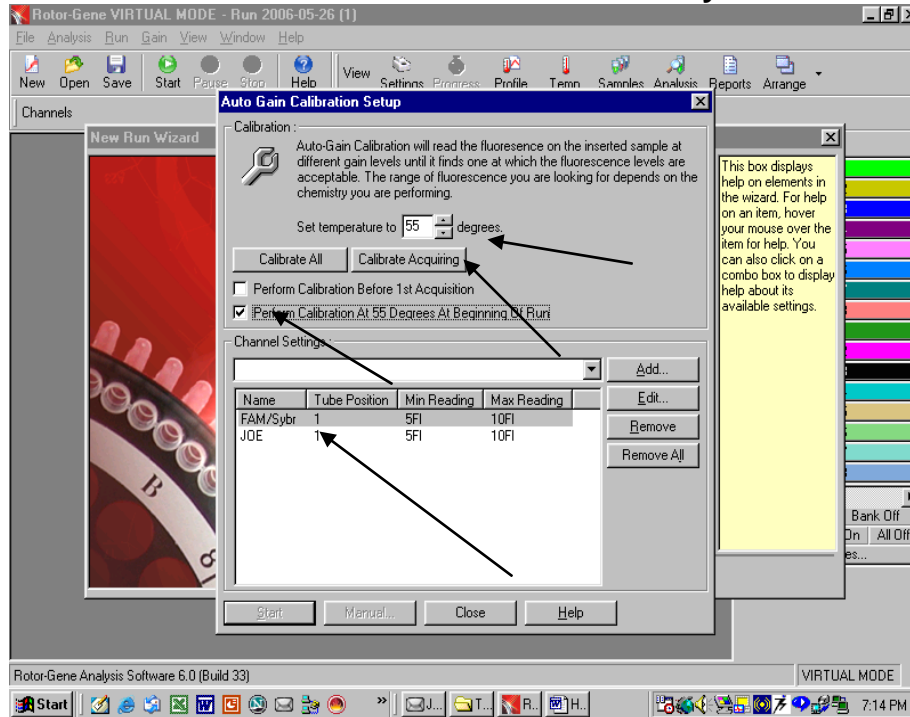 Rotor-Gene VIRTUAL MODE - Run 2006-05-26 (1)
File Analysis Run Gain View Window Help
New Open Save Start Pause Stop Help View Settings Progress Profile Temp Samples Analysis Reports Arrange
Channels
New Run Wizard
Auto Gain Calibration Setup
Calibration :
Auto-Gain Calibration will read the fluoresence on the inserted sample at
different gain levels until it finds one at which the fluorescence levels are
acceptable. The range of fluorescence you are looking for depends on the
chemistry you are performing.
Set temperature to 55 degrees.
Calibrate All Calibrate Acquiring
Perform Calibration Before 1st Acquisition
Perform Calibration At 55 Degrees At Beginning Of Run
Channel Settings :
Add...
Name Tube Position Min Reading Max Reading
Edit...
FAM/Sybr 1 5Fl 10Fl
JOE 1 5Fl 10Fl
Remove
Remove All
Start Manual... Close Help
This box displays
help on elements in
the wizard. For help
on an item, hover
your mouse over the
item for help. You
can also click on a
combo box to display
help about its
available settings.
Bank Off
On All Off
es...
Rotor-Gene Analysis Software 6.0 (Build 33) VIRTUAL MODE
Start J... T... R... H... 7:14 PM